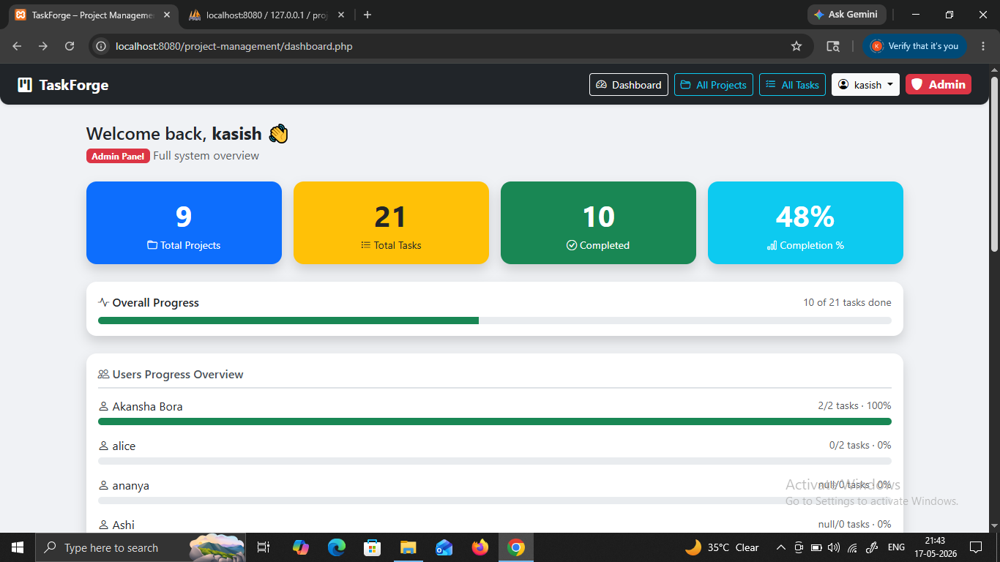 TaskForge – Project Manageme
localhost:8080 / 127.0.0.1 / proj
Ask Gemini
localhost:8080/project-management/dashboard.php
K
Verify that it's you
TaskForge
Dashboard
All Projects
All Tasks
kasish
Admin
Welcome back, kasish
Admin Panel Full system overview
9
Total Projects
21
Total Tasks
10
Completed
48%
Completion %
Overall Progress
10 of 21 tasks done
Users Progress Overview
Akansha Bora
2/2 tasks · 100%
alice
0/2 tasks · 0%
ananya
null/0 tasks · 0%
Activate Windows
Go to Settings to activate Windows.
Ashi
null/0 tasks · 0%
Type here to search
35°C Clear
ENG
21:43
17-05-2026